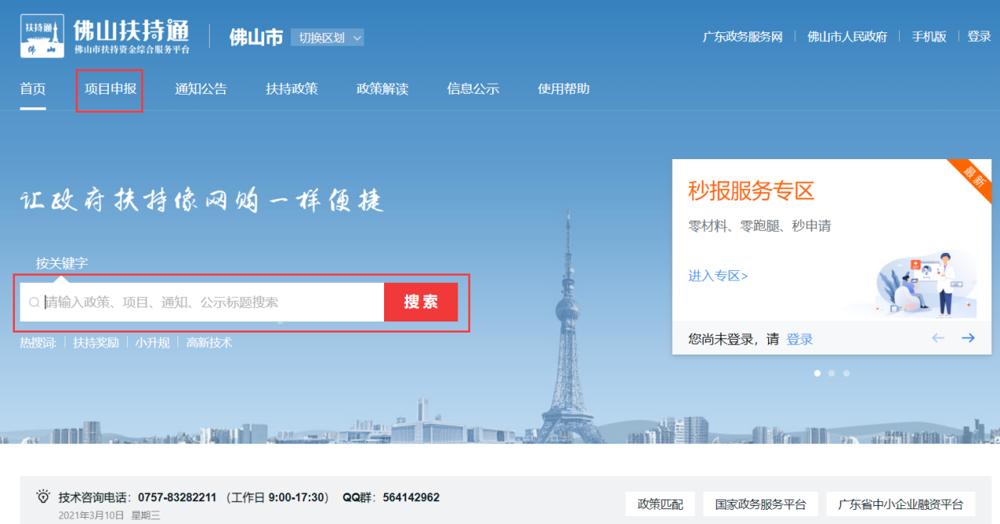 扶持通
佛 山
佛山扶持通
佛山市扶持资金综合服务平台
佛山市 切换区划
广东政务服务网 佛山市人民政府 手机版 登录
首页 项目申报 通知公告 扶持政策 政策解读 信息公示 使用帮助
让政府扶持像网购一样便捷
按关键字
请输入政策、项目、通知、公示标题搜索 搜索
热搜词: 扶持奖励 小升规 高新技术
最新
秒报服务专区
零材料、零跑腿、秒申请
进入专区>
您尚未登录，请 登录
技术咨询电话：0757-83282211 （工作日 9:00-17:30） QQ群：564142962
2021年3月10日 星期三
政策匹配 国家政务服务平台 广东省中小企业融资平台